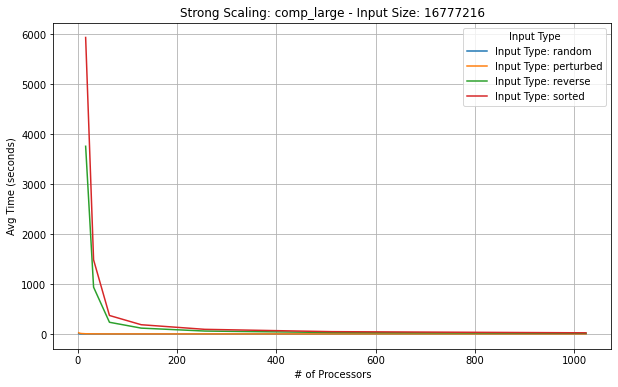 Strong Scaling: comp_large - Input Size: 16777216
Input Type
Input Type: random
Input Type: perturbed
Input Type: reverse
Input Type: sorted
Avg Time (seconds)
6000
5000
4000
3000
2000
1000
0
0 200 400 600 800 1000
# of Processors